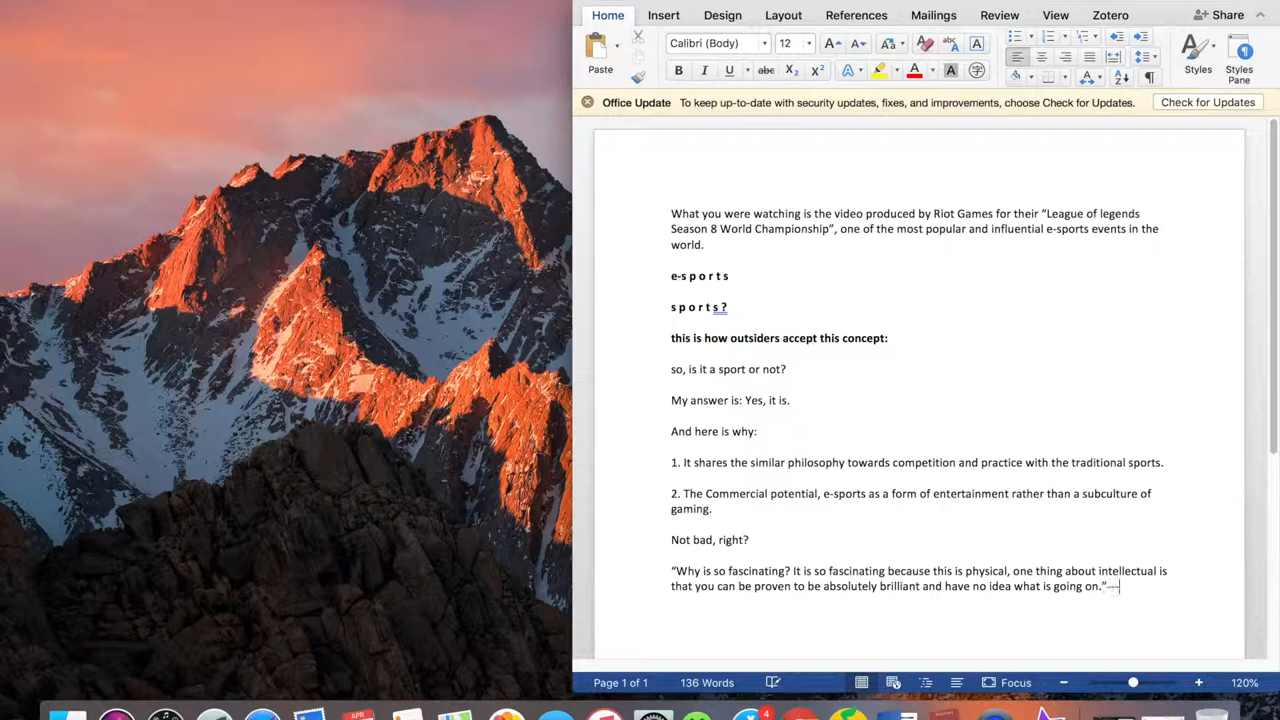 Home Insert Design Layout References Mailings Review View Zotero Share
Calibri (Body) 12
Paste Styles Styles Pane
Office Update To keep up-to-date with security updates, fixes, and improvements, choose Check for Updates. Check for Updates
What you were watching is the video produced by Riot Games for their “League of legends
Season 8 World Championship”, one of the most popular and influential e-sports events in the
world.
e-s p o r t s
s p o r t s ?
this is how outsiders accept this concept:
so, is it a sport or not?
My answer is: Yes, it is.
And here is why:
1. It shares the similar philosophy towards competition and practice with the traditional sports.
2. The Commercial potential, e-sports as a form of entertainment rather than a subculture of
gaming.
Not bad, right?
“Why is so fascinating? It is so fascinating because this is physical, one thing about intellectual is
that you can be proven to be absolutely brilliant and have no idea what is going on.”---
Page 1 of 1 136 Words Focus 120%
APR 4